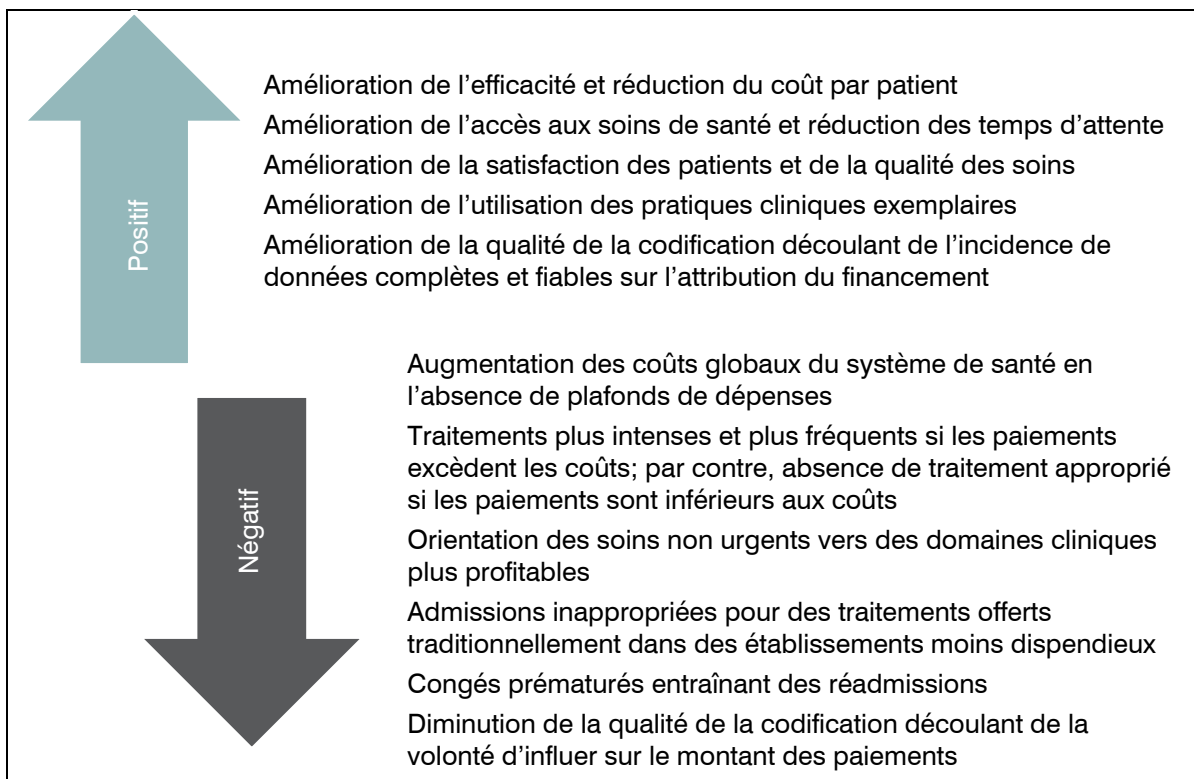 Positif
Amélioration de l’efficacité et réduction du coût par patient
Amélioration de l’accès aux soins de santé et réduction des temps d’attente
Amélioration de la satisfaction des patients et de la qualité des soins
Amélioration de l’utilisation des pratiques cliniques exemplaires
Amélioration de la qualité de la codification découlant de l’incidence de
données complètes et fiables sur l’attribution du financement
Négatif
Augmentation des coûts globaux du système de santé en
l’absence de plafonds de dépenses
Traitements plus intenses et plus fréquents si les paiements
excèdent les coûts; par contre, absence de traitement approprié
si les paiements sont inférieurs aux coûts
Orientation des soins non urgents vers des domaines cliniques
plus profitables
Admissions inappropriées pour des traitements offerts
traditionnellement dans des établissements moins dispendieux
Congés prématurés entraînant des réadmissions
Diminution de la qualité de la codification découlant de la
volonté d’influer sur le montant des paiements